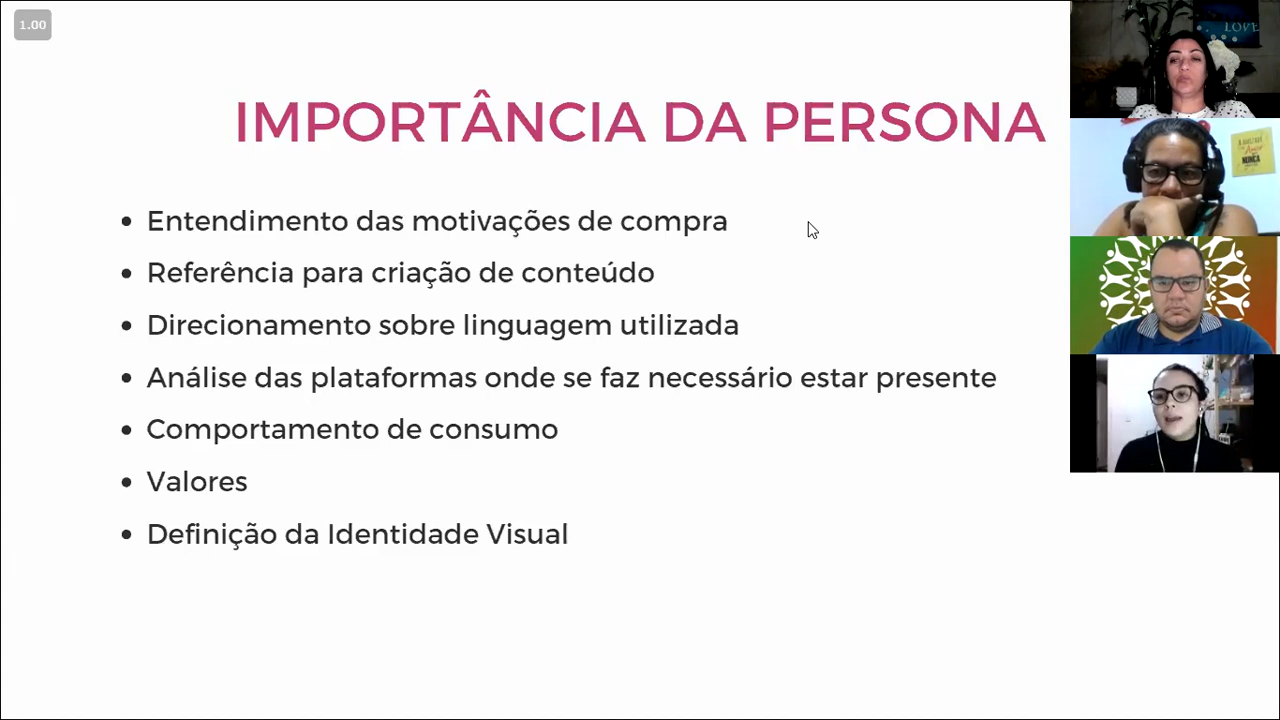 1.00
IMPORTÂNCIA DA PERSONA
• Entendimento das motivações de compra
• Referência para criação de conteúdo
• Direcionamento sobre linguagem utilizada
• Análise das plataformas onde se faz necessário estar presente
• Comportamento de consumo
• Valores
• Definição da Identidade Visual
LOVE
NUNCA